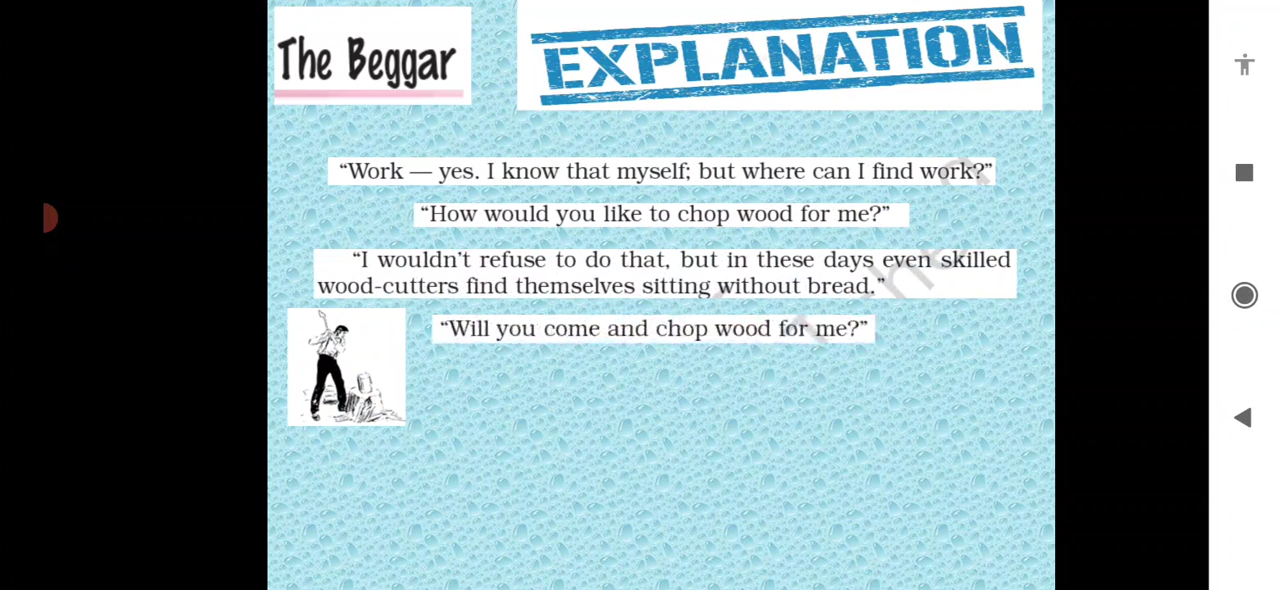 The Beggar
EXPLANATION
“Work — yes. I know that myself; but where can I find work?”
“How would you like to chop wood for me?”
“I wouldn’t refuse to do that, but in these days even skilled
wood-cutters find themselves sitting without bread.”
“Will you come and chop wood for me?”